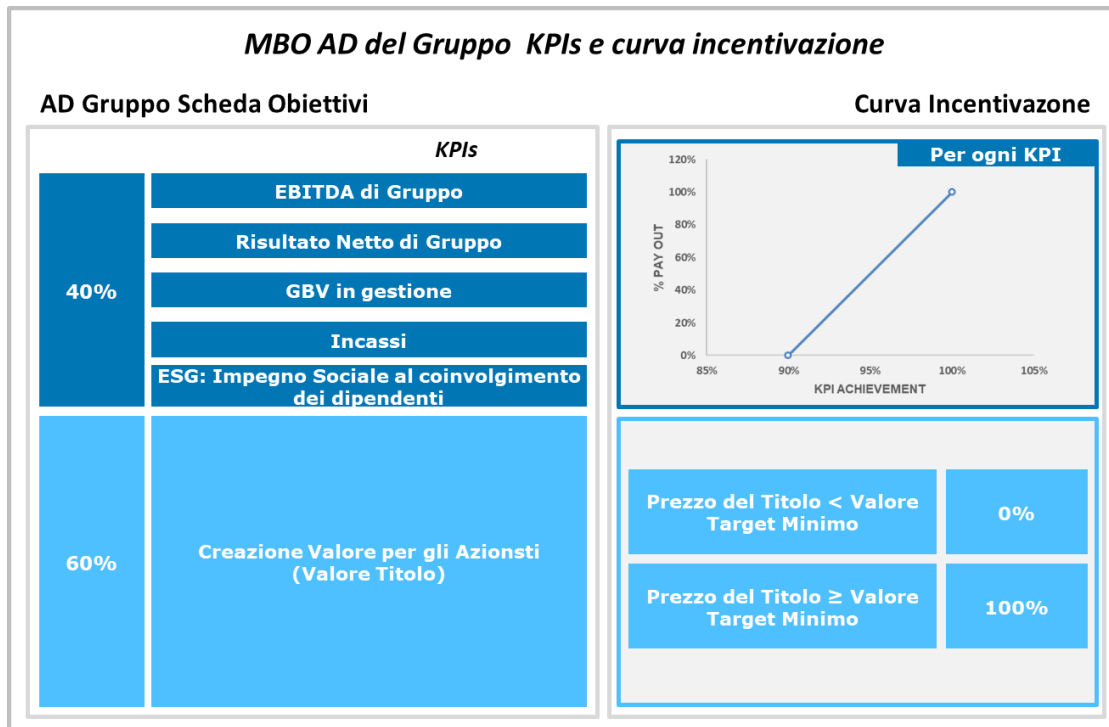 MBO AD del Gruppo KPIs e curva incentivazione
AD Gruppo Scheda Obiettivi
Curva Incentivazone
KPIs
40%
EBITDA di Gruppo
Risultato Netto di Gruppo
GBV in gestione
Incassi
ESG: Impegno Sociale al coinvolgimento
dei dipendenti
60%
Creazione Valore per gli Azionsti
(Valore Titolo)
Per ogni KPI
% PAY OUT
120%
100%
80%
60%
40%
20%
0%
85%
90%
95%
100%
105%
KPI ACHIEVEMENT
Prezzo del Titolo < Valore
Target Minimo
0%
Prezzo del Titolo ≥ Valore
Target Minimo
100%